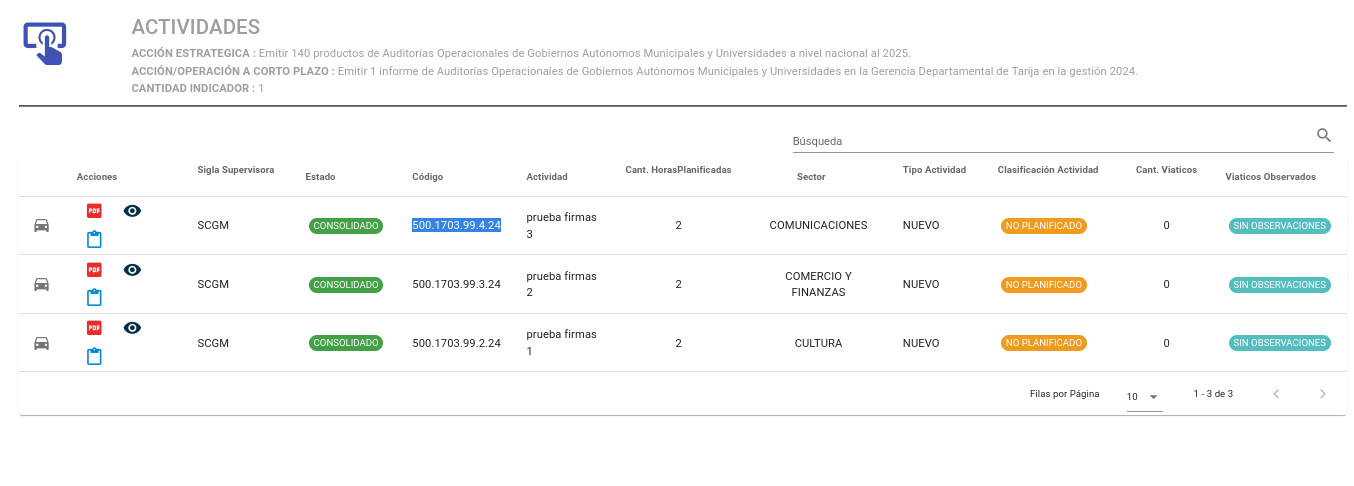 ACTIVIDADES
ACCIÓN ESTRATEGICA : Emitir 140 productos de Auditorías Operacionales de Gobiernos Autónomos Municipales y Universidades a nivel nacional al 2025.
ACCIÓN/OPERACIÓN A CORTO PLAZO : Emitir 1 informe de Auditorías Operacionales de Gobiernos Autónomos Municipales y Universidades en la Gerencia Departamental de Tarija en la gestión 2024.
CANTIDAD INDICADOR : 1
Búsqueda
Acciones Sigla Supervisora Estado Código Actividad Cant. HorasPlanificadas Sector Tipo Actividad Clasificación Actividad Cant. Viaticos Viaticos Observados
PDF SCGM CONSOLIDADO 500.1703.99.4.24 prueba firmas 3 2 COMUNICACIONES NUEVO NO PLANIFICADO 0 SIN OBSERVACIONES
PDF SCGM CONSOLIDADO 500.1703.99.3.24 prueba firmas 2 2 COMERCIO Y FINANZAS NUEVO NO PLANIFICADO 0 SIN OBSERVACIONES
PDF SCGM CONSOLIDADO 500.1703.99.2.24 prueba firmas 1 2 CULTURA NUEVO NO PLANIFICADO 0 SIN OBSERVACIONES
Filas por Página 10 1 - 3 de 3